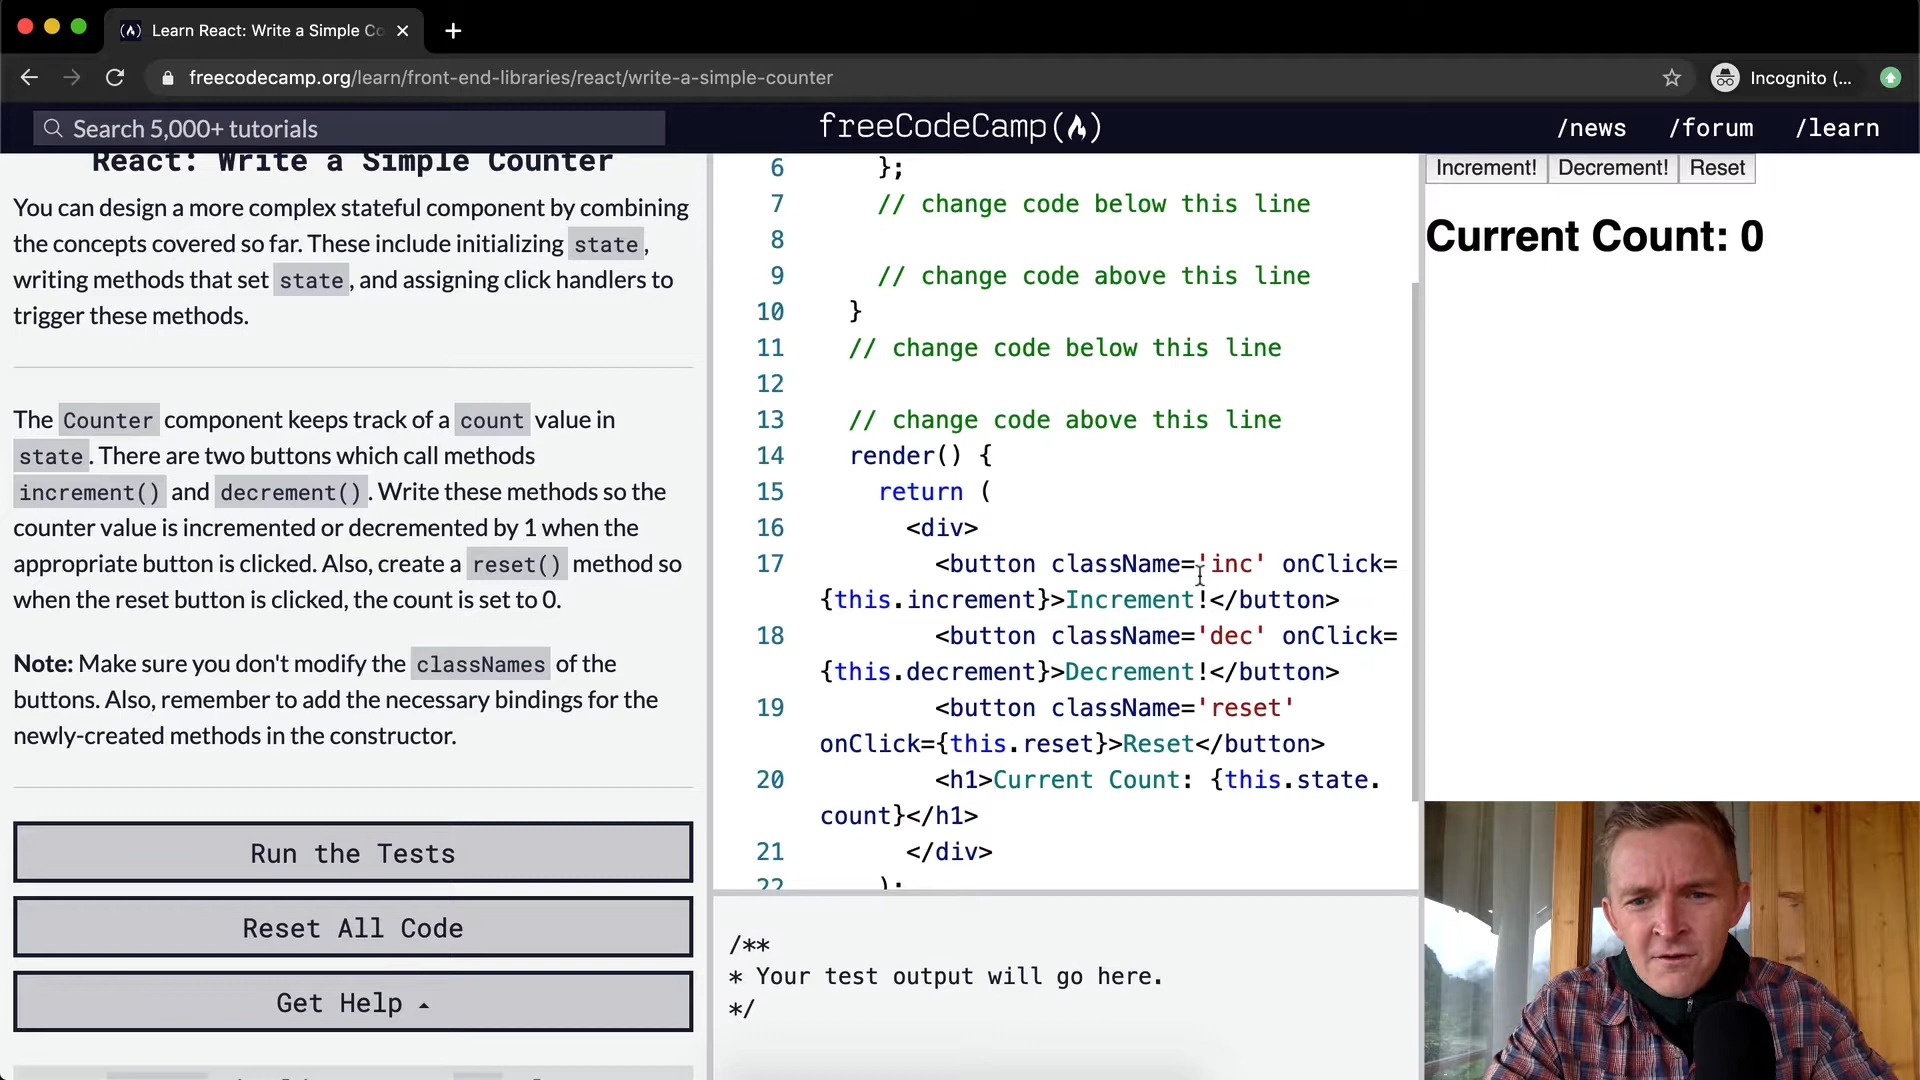 Learn React: Write a Simple Co
freecodecamp.org/learn/front-end-libraries/react/write-a-simple-counter
Incognito (...
Search 5,000+ tutorials
freeCodeCamp
/news /forum /learn
React: Write a Simple Counter
You can design a more complex stateful component by combining
the concepts covered so far. These include initializing state,
writing methods that set state, and assigning click handlers to
trigger these methods.
The Counter component keeps track of a count value in
state. There are two buttons which call methods
increment() and decrement(). Write these methods so the
counter value is incremented or decremented by 1 when the
appropriate button is clicked. Also, create a reset() method so
when the reset button is clicked, the count is set to 0.
Note: Make sure you don't modify the classNames of the
buttons. Also, remember to add the necessary bindings for the
newly-created methods in the constructor.
Run the Tests
Reset All Code
Get Help
6 };
7 // change code below this line
8
9 // change code above this line
10 }
11 // change code below this line
12
13 // change code above this line
14 render() {
15 return (
16 <div>
17 <button className='inc' onClick=
{this.increment}>Increment!</button>
18 <button className='dec' onClick=
{this.decrement}>Decrement!</button>
19 <button className='reset'
onClick={this.reset}>Reset</button>
20 <h1>Current Count: {this.state.
count}</h1>
21 </div>
22 );
/**
* Your test output will go here.
*/
Increment! Decrement! Reset
Current Count: 0